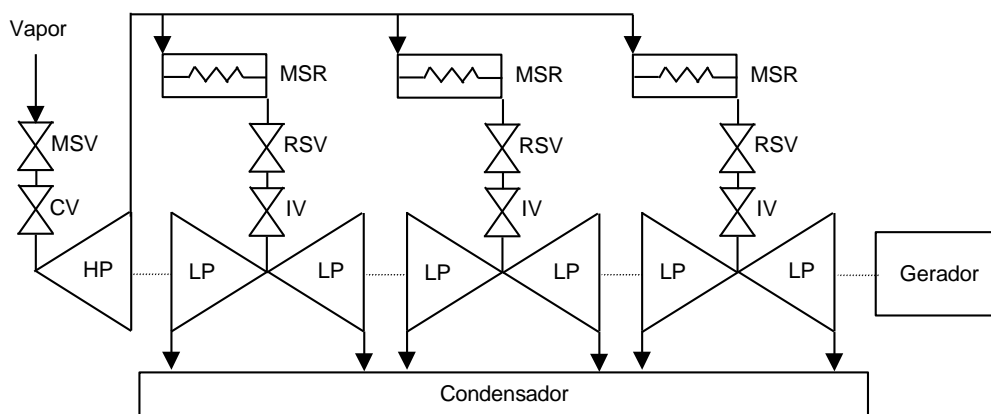 Vapor
MSR
MSR
MSR
MSV
RSV
RSV
RSV
CV
IV
IV
IV
HP
LP
LP
LP
LP
LP
LP
Gerador
Condensador